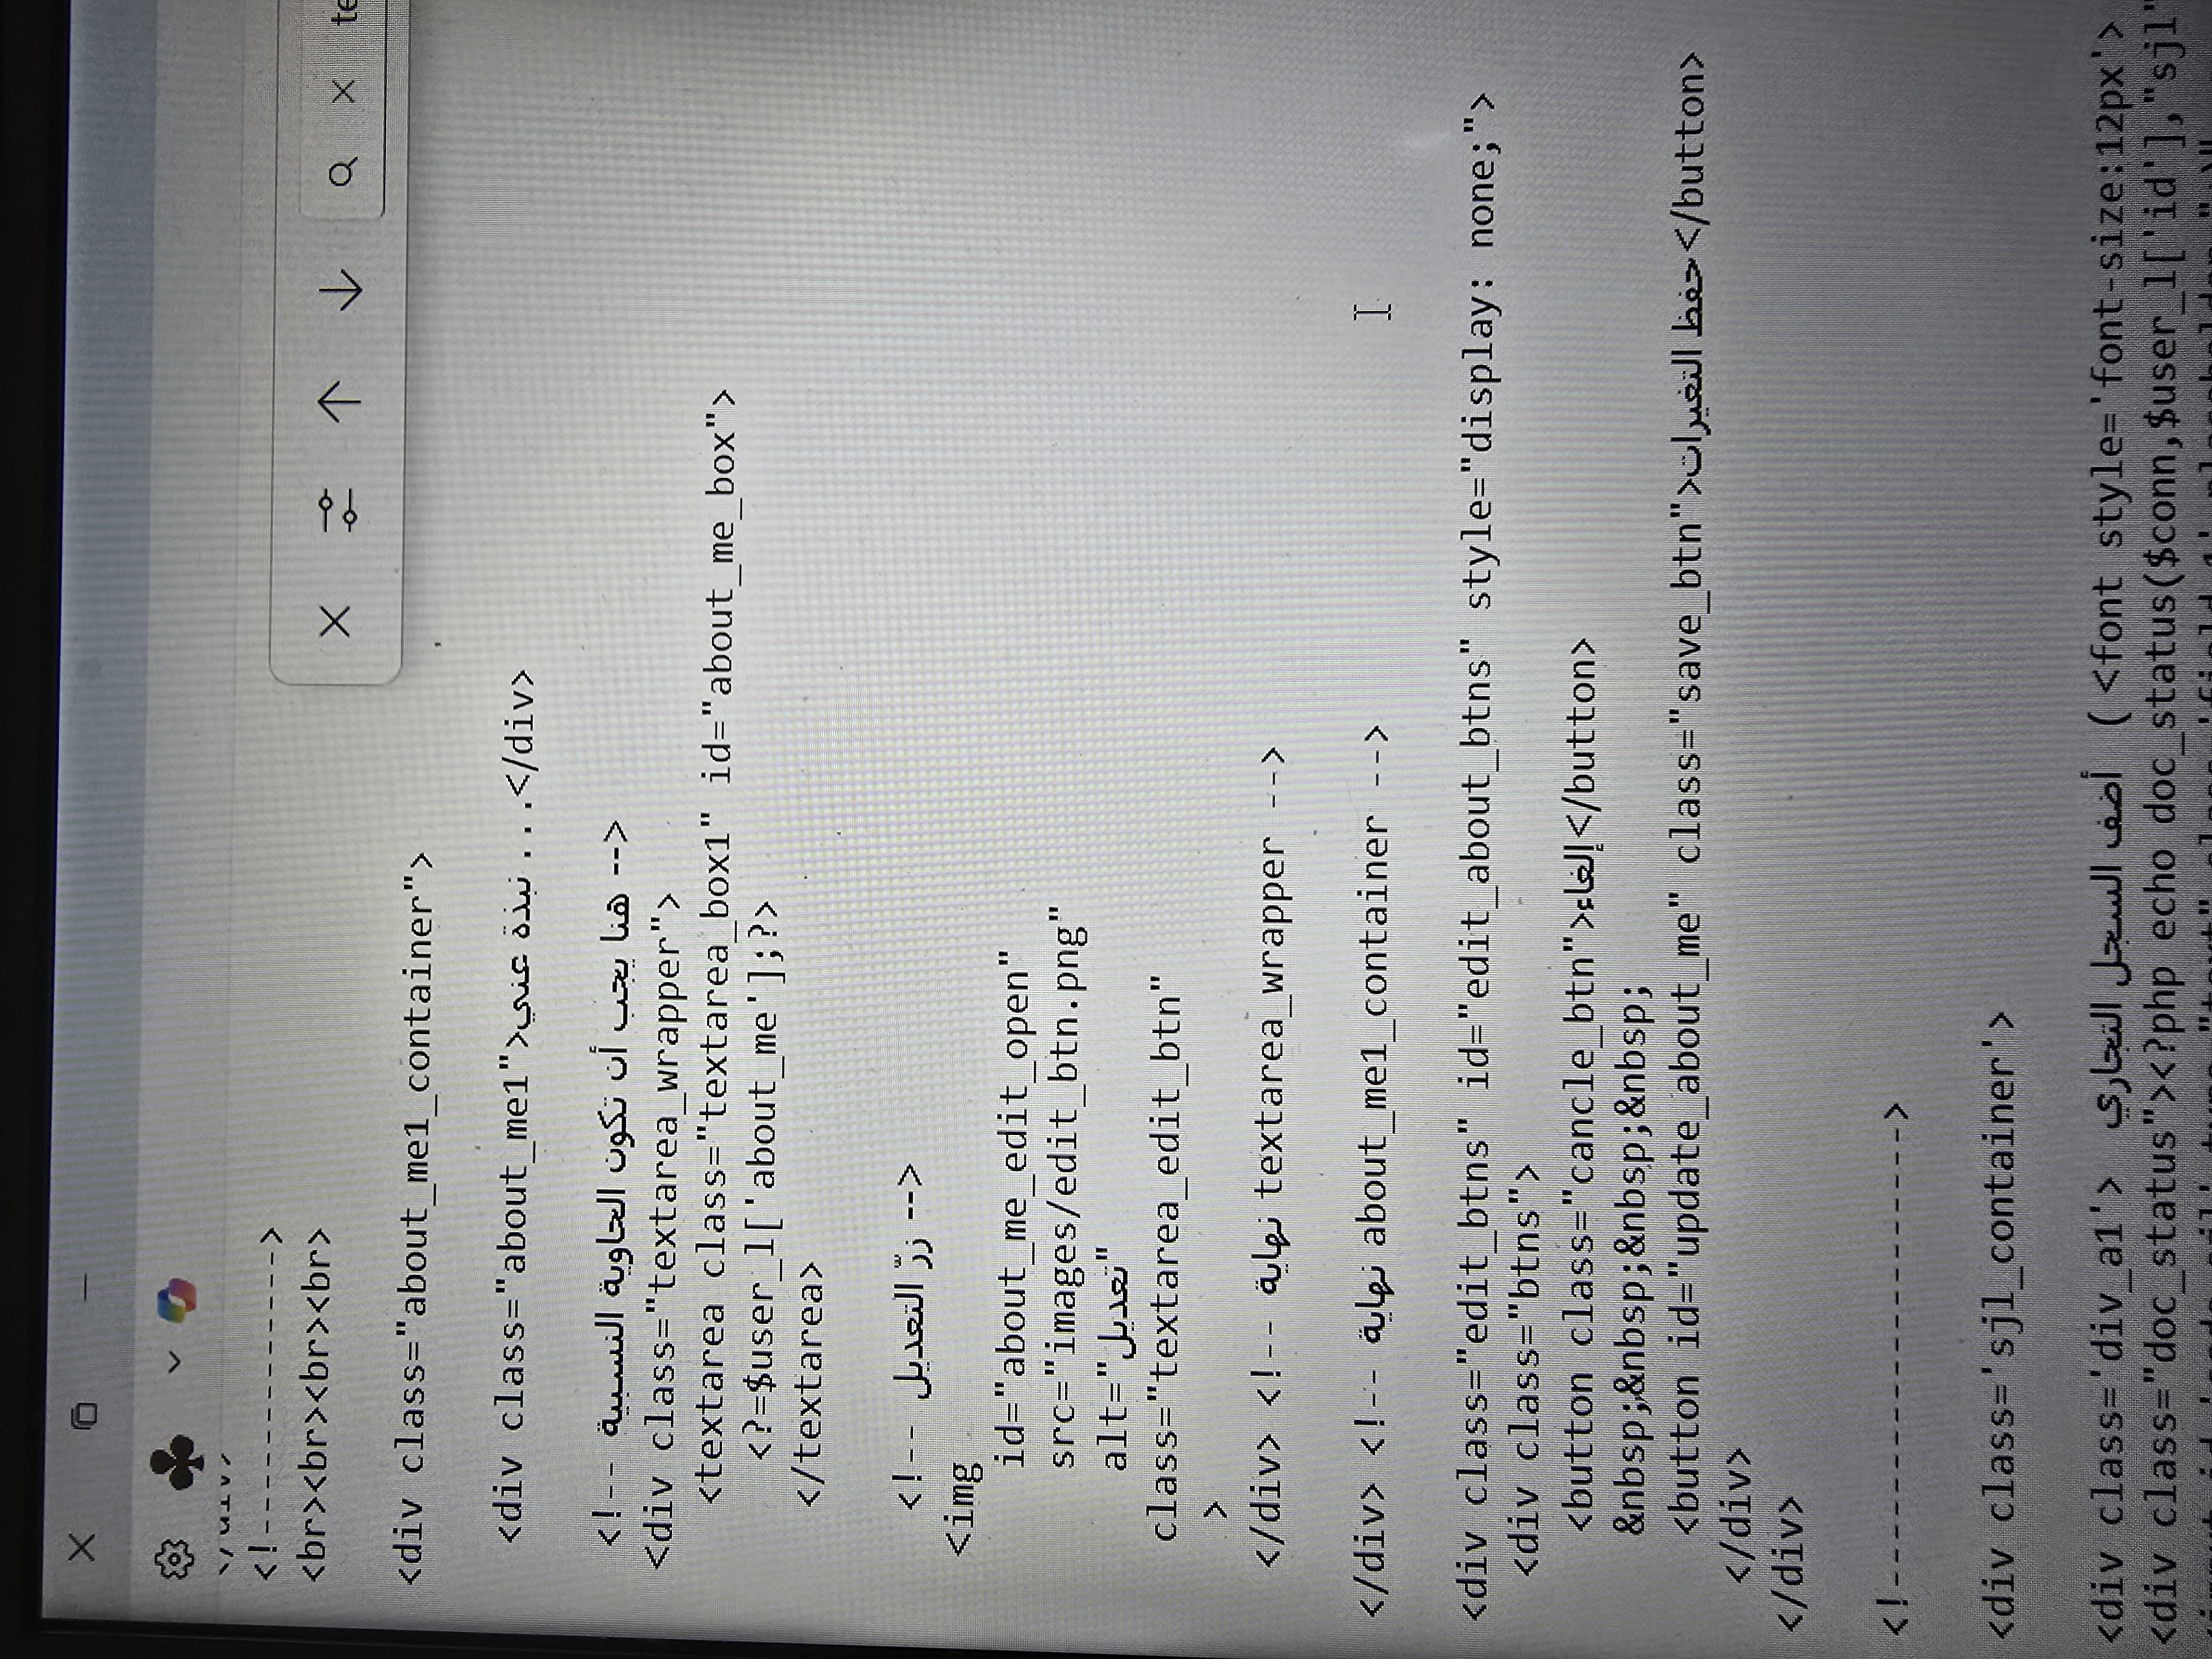 </div>
<!------------->
<br><br><br><br>
te
<div class="about_me1_container">
<div class="about_me1">نبذة عني ...</div>
<!-- هنا يجب أن تكون الحاوية النسبية -->
<div class="textarea_wrapper">
<textarea class="textarea_box1" id="about_me_box">
<?=$user_l['about_me'];?>
</textarea>
<!-- زرّ التعديل -->
<img
id="about_me_edit_open"
src="images/edit_btn.png"
alt="تعديل"
class="textarea_edit_btn"
>
</div> <!-- نهاية textarea_wrapper -->
</div> <!-- نهاية about_me1_container -->
<div class="edit_btns" id="edit_about_btns" style="display: none;">
<div class="btns">
<button class="cancle_btn">إلغاء</button>
&nbsp;&nbsp;&nbsp;&nbsp;
<button id="update_about_me" class="save_btn">حفظ التغيرات</button>
</div>
</div>
<!-------------------->
<div class='sjl_container'>
<div class='div_a1'> أضف السجل التجاري ( <font style='font-size:12px'>
<div class="doc_status"><?php echo doc_status($conn,$user_l['id'],"sjl"